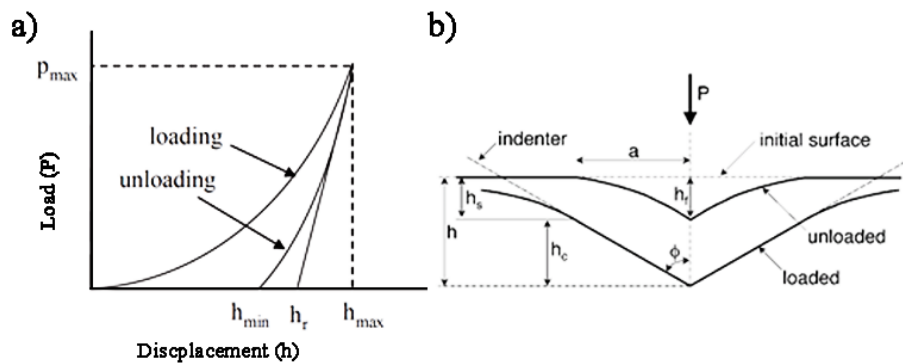 a)
p_max
loading
unloading
Load (P)
h_min
h_r
h_max
Discplacement (h)
b)
P
indenter
initial surface
a
h_s
h_f
h
h_c
ϕ
unloaded
loaded